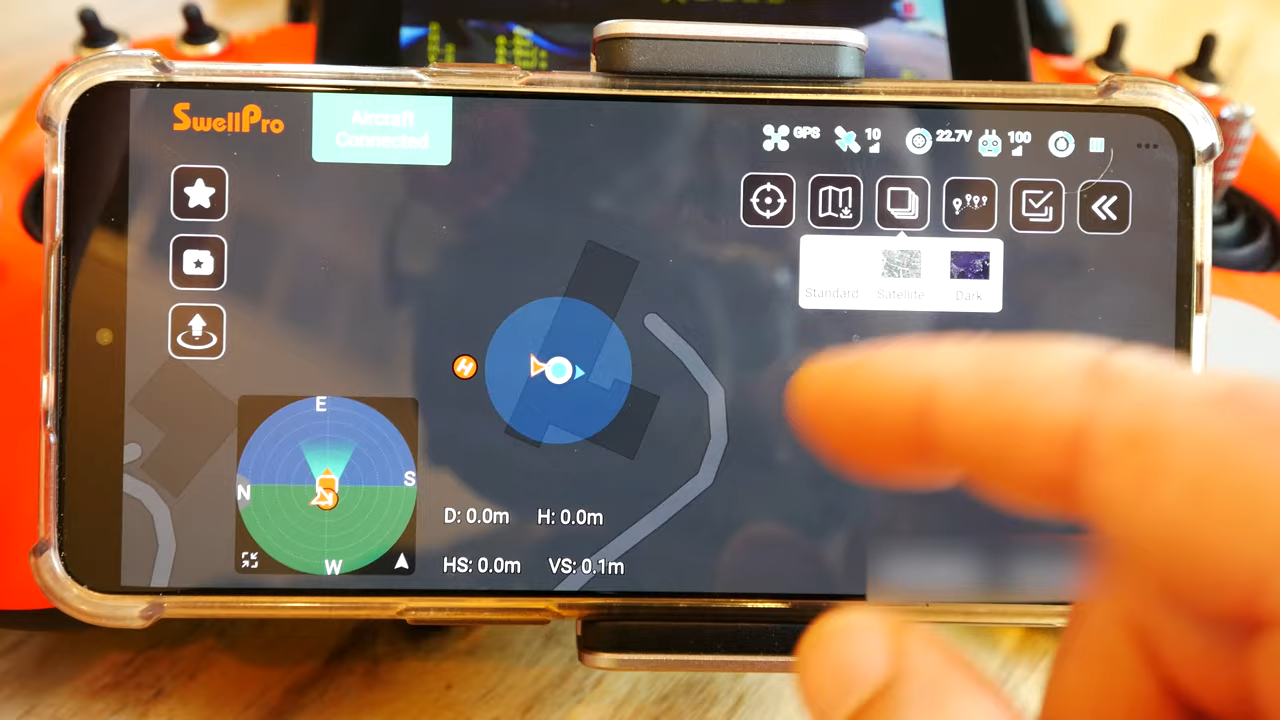 SwellPro
Aircraft
Connected
GPS
10
22.7V
100
Standard
Satellite
Dark
H
E
N
S
W
D: 0.0m
H: 0.0m
HS: 0.0m
VS: 0.1m